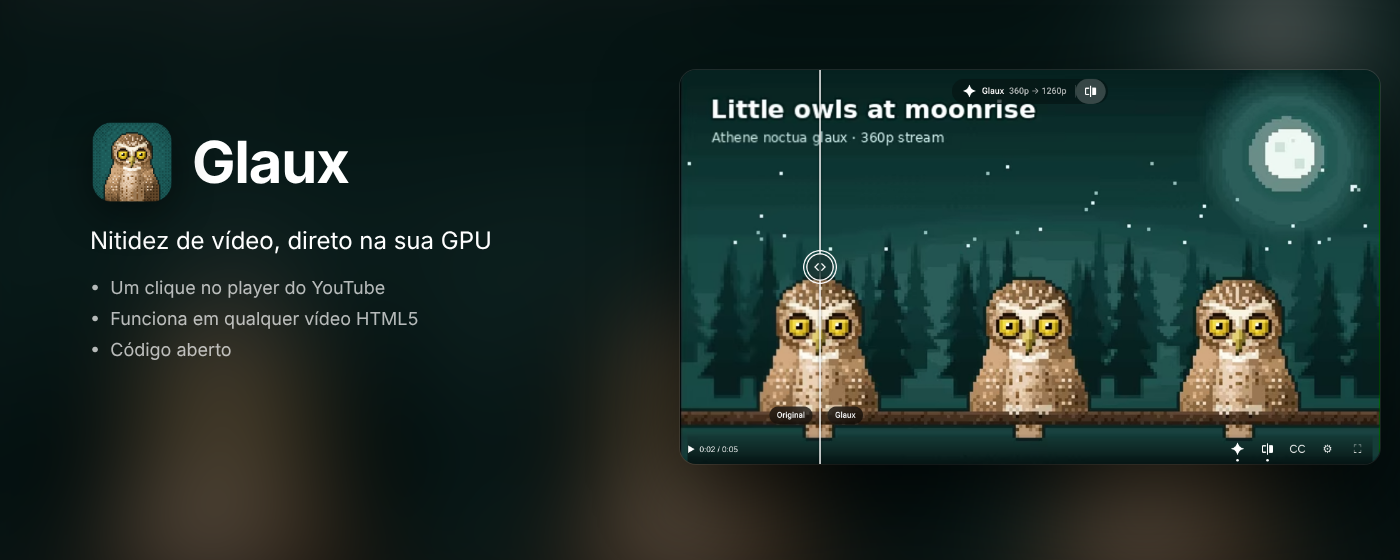 Glaux
Nitidez de vídeo, direto na sua GPU
• Um clique no player do YouTube
• Funciona em qualquer vídeo HTML5
• Código aberto
Glaux 360p → 1260p
Little owls at moonrise
Athene noctua glaux · 360p stream
Original
Glaux
0:02 / 0:05
CC